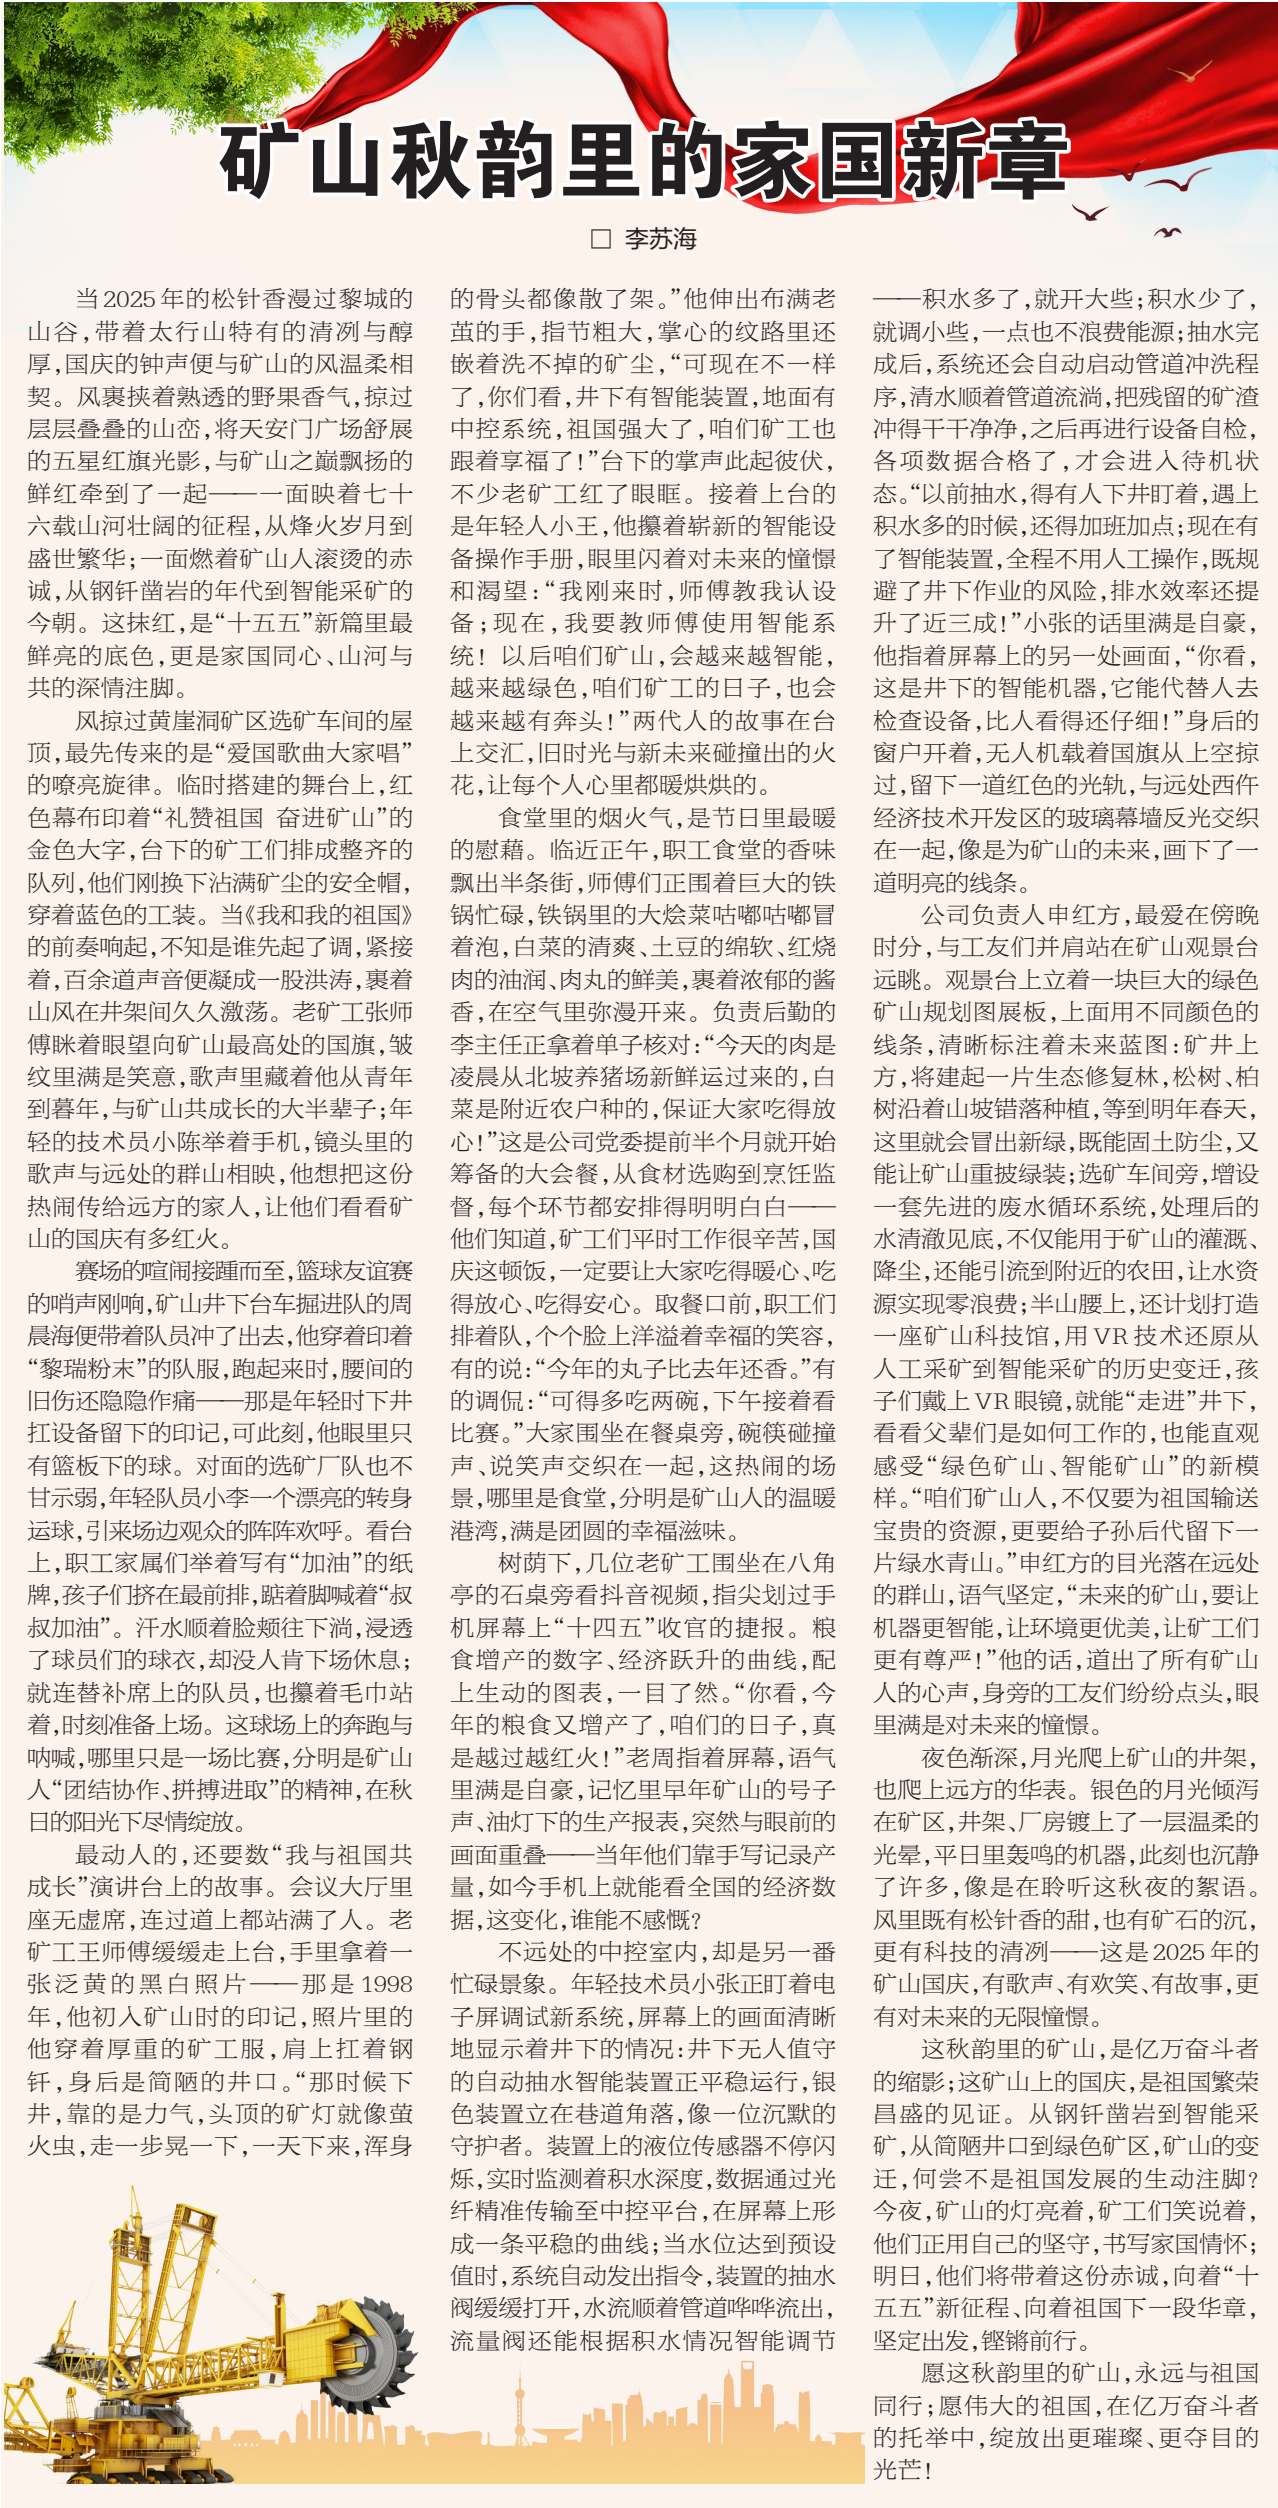 矿山秋韵里的家国新章
□ 李苏海
当2025年的松针香漫过黎城的
山谷,带着太行山特有的清冽与醇
厚,国庆的钟声便与矿山的风温柔相
契。风裹挟着熟透的野果香气,掠过
层层叠叠的山峦,将天安门广场舒展
的五星红旗光影,与矿山之巅飘扬的
鲜红牵到了一起——一面映着七十
六载山河壮阔的征程,从烽火岁月到
盛世繁华;一面燃着矿山人滚烫的赤
诚,从钢钎凿岩的年代到智能采矿的
今朝。这抹红,是“十五五”新篇里最
鲜亮的底色,更是家国同心、山河与
共的深情注脚。
风掠过黄崖洞矿区选矿车间的屋
顶,最先传来的是“爱国歌曲大家唱”
的嘹亮旋律。临时搭建的舞台上,红
色幕布印着“礼赞祖国 奋进矿山”的
金色大字,台下的矿工们排成整齐的
队列,他们刚换下沾满矿尘的安全帽,
穿着蓝色的工装。当《我和我的祖国》
的前奏响起,不知是谁先起了调,紧接
着,百余道声音便凝成一股洪涛,裹着
山风在井架间久久激荡。老矿工张师
傅眯着眼望向矿山最高处的国旗,皱
纹里满是笑意,歌声里藏着他从青年
到暮年,与矿山共成长的大半辈子;年
轻的技术员小陈举着手机,镜头里的
歌声与远处的群山相映,他想把这份
热闹传给远方的家人,让他们看看矿
山的国庆有多红火。
赛场的喧闹接踵而至,篮球友谊赛
的哨声刚响,矿山井下台车掘进队的周
晨海便带着队员冲了出去,他穿着印着
“黎瑞粉末”的队服,跑起来时,腰间的
旧伤还隐隐作痛——那是年轻时下井
扛设备留下的印记,可此刻,他眼里只
有篮板下的球。对面的选矿厂队也不
甘示弱,年轻队员小李一个漂亮的转身
运球,引来场边观众的阵阵欢呼。看台
上,职工家属们举着写有“加油”的纸
牌,孩子们挤在最前排,踮着脚喊着“叔
叔加油”。汗水顺着脸颊往下淌,浸透
了球员们的球衣,却没人肯下场休息;
就连替补席上的队员,也攥着毛巾站
着,时刻准备上场。这球场上的奔跑与
呐喊,哪里只是一场比赛,分明是矿山
人“团结协作、拼搏进取”的精神,在秋
日的阳光下尽情绽放。
最动人的,还要数“我与祖国共
成长”演讲台上的故事。会议大厅里
座无虚席,连过道上都站满了人。老
矿工王师傅缓缓走上台,手里拿着一
张泛黄的黑白照片——那是1998
年,他初入矿山时的印记,照片里的
他穿着厚重的矿工服,肩上扛着钢
钎,身后是简陋的井口。“那时候下
井,靠的是力气,头顶的矿灯就像萤
火虫,走一步晃一下,一天下来,浑身
的骨头都像散了架。”他伸出布满老
茧的手,指节粗大,掌心的纹路里还
嵌着洗不掉的矿尘,“可现在不一样
了,你们看,井下有智能装置,地面有
中控系统,祖国强大了,咱们矿工也
跟着享福了!”台下的掌声此起彼伏,
不少老矿工红了眼眶。接着上台的
是年轻人小王,他攥着崭新的智能设
备操作手册,眼里闪着对未来的憧憬
和渴望:“我刚来时,师傅教我认设
备;现在,我要教师傅使用智能系
统!以后咱们矿山,会越来越智能,
越来越绿色,咱们矿工的日子,也会
越来越有奔头!”两代人的故事在台
上交汇,旧时光与新未来碰撞出的火
花,让每个人心里都暖烘烘的。
食堂里的烟火气,是节日里最暖
的慰藉。临近正午,职工食堂的香味
飘出半条街,师傅们正围着巨大的铁
锅忙碌,铁锅里的大烩菜咕嘟咕嘟冒
着泡,白菜的清爽、土豆的绵软、红烧
肉的油润、肉丸的鲜美,裹着浓郁的酱
香,在空气里弥漫开来。负责后勤的
李主任正拿着单子核对:“今天的肉是
凌晨从北坡养猪场新鲜运过来的,白
菜是附近农户种的,保证大家吃得放
心!”这是公司党委提前半个月就开始
筹备的大会餐,从食材选购到烹饪监
督,每个环节都安排得明明白白——
他们知道,矿工们平时工作很辛苦,国
庆这顿饭,一定要让大家吃得暖心、吃
得放心、吃得安心。取餐口前,职工们
排着队,个个脸上洋溢着幸福的笑容,
有的说:“今年的丸子比去年还香。”有
的调侃:“可得多吃两碗,下午接着看
比赛。”大家围坐在餐桌旁,碗筷碰撞
声、说笑声交织在一起,这热闹的场
景,哪里是食堂,分明是矿山人的温暖
港湾,满是团圆的幸福滋味。
树荫下,几位老矿工围坐在八角
亭的石桌旁看抖音视频,指尖划过手
机屏幕上“十四五”收官的捷报。粮
食增产的数字、经济跃升的曲线,配
上生动的图表,一目了然。“你看,今
年的粮食又增产了,咱们的日子,真
是越过越红火!”老周指着屏幕,语气
里满是自豪,记忆里早年矿山的号子
声、油灯下的生产报表,突然与眼前的
画面重叠——当年他们靠手写记录产
量,如今手机上就能看全国的经济数
据,这变化,谁能不感慨?
不远处的中控室内,却是另一番
忙碌景象。年轻技术员小张正盯着电
子屏调试新系统,屏幕上的画面清晰
地显示着井下的情况:井下无人值守
的自动抽水智能装置正平稳运行,银
色装置立在巷道角落,像一位沉默的
守护者。装置上的液位传感器不停闪
烁,实时监测着积水深度,数据通过光
纤精准传输至中控平台,在屏幕上形
成一条平稳的曲线;当水位达到预设
值时,系统自动发出指令,装置的抽水
阀缓缓打开,水流顺着管道哗哗流出,
流量阀还能根据积水情况智能调节
——积水多了,就开大些;积水少了,
就调小些,一点也不浪费能源;抽水完
成后,系统还会自动启动管道冲洗程
序,清水顺着管道流淌,把残留的矿渣
冲得干干净净,之后再进行设备自检,
各项数据合格了,才会进入待机状
态。“以前抽水,得有人下井盯着,遇上
积水多的时候,还得加班加点;现在有
了智能装置,全程不用人工操作,既规
避了井下作业的风险,排水效率还提
升了近三成!”小张的话里满是自豪,
他指着屏幕上的另一处画面,“你看,
这是井下的智能机器,它能代替人去
检查设备,比人看得还仔细!”身后的
窗户开着,无人机载着国旗从上空掠
过,留下一道红色的光轨,与远处西仵
经济技术开发区的玻璃幕墙反光交织
在一起,像是为矿山的未来,画下了一
道明亮的线条。
公司负责人申红方,最爱在傍晚
时分,与工友们并肩站在矿山观景台
远眺。观景台上立着一块巨大的绿色
矿山规划图展板,上面用不同颜色的
线条,清晰标注着未来蓝图:矿井上
方,将建起一片生态修复林,松树、柏
树沿着山坡错落种植,等到明年春天,
这里就会冒出新绿,既能固土防尘,又
能让矿山重披绿装;选矿车间旁,增设
一套先进的废水循环系统,处理后的
水清澈见底,不仅能用于矿山的灌溉、
降尘,还能引流到附近的农田,让水资
源实现零浪费;半山腰上,还计划打造
一座矿山科技馆,用VR技术还原从
人工采矿到智能采矿的历史变迁,孩
子们戴上VR眼镜,就能“走进”井下,
看看父辈们是如何工作的,也能直观
感受“绿色矿山、智能矿山”的新模
样。“咱们矿山人,不仅要为祖国输送
宝贵的资源,更要给子孙后代留下一
片绿水青山。”申红方的目光落在远处
的群山,语气坚定,“未来的矿山,要让
机器更智能,让环境更优美,让矿工们
更有尊严!”他的话,道出了所有矿山
人的心声,身旁的工友们纷纷点头,眼
里满是对未来的憧憬。
夜色渐深,月光爬上矿山的井架,
也爬上远方的华表。银色的月光倾泻
在矿区,井架、厂房镀上了一层温柔的
光晕,平日里轰鸣的机器,此刻也沉静
了许多,像是在聆听这秋夜的絮语。
风里既有松针香的甜,也有矿石的沉,
更有科技的清冽——这是2025年的
矿山国庆,有歌声、有欢笑、有故事,更
有对未来的无限憧憬。
这秋韵里的矿山,是亿万奋斗者
的缩影;这矿山上的国庆,是祖国繁荣
昌盛的见证。从钢钎凿岩到智能采
矿,从简陋井口到绿色矿区,矿山的变
迁,何尝不是祖国发展的生动注脚?
今夜,矿山的灯亮着,矿工们笑说着,
他们正用自己的坚守,书写家国情怀;
明日,他们将带着这份赤诚,向着“十
五五”新征程、向着祖国下一段华章,
坚定出发,铿锵前行。
愿这秋韵里的矿山,永远与祖国
同行;愿伟大的祖国,在亿万奋斗者
的托举中,绽放出更璀璨、更夺目的
光芒!